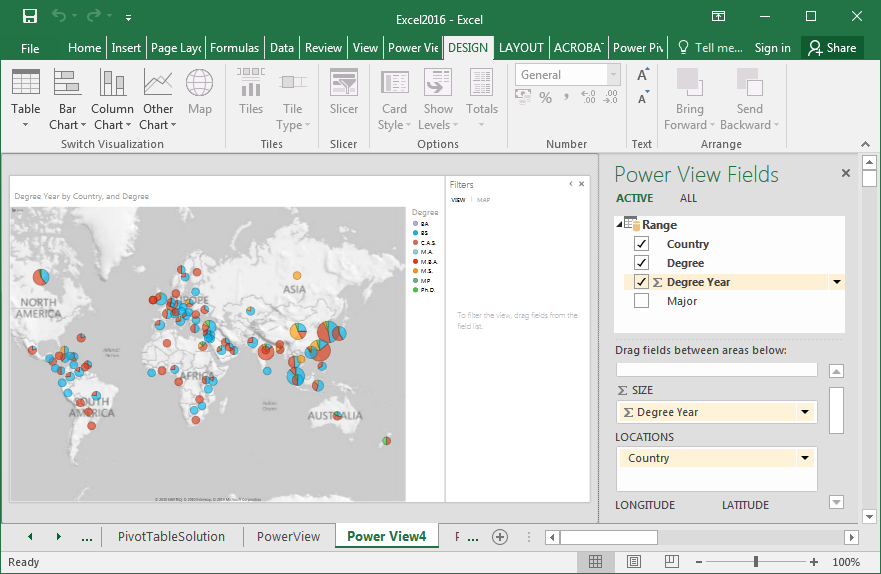 Excel2016 - Excel
File Home Insert Page Layo Formulas Data Review View Power Vie DESIGN LAYOUT ACROBAT Power Piv Tell me... Sign in Share
Table Bar Chart Column Chart Other Chart Map Tiles Tile Type Slicer Card Style Show Levels Totals General % , .00 .0 Bring Forward Send Backward
Switch Visualization Tiles Slicer Options Number Text Arrange
Degree Year by Country, and Degree
NORTH AMERICA
EUROPE
ASIA
AFRICA
SOUTH AMERICA
AUSTRALIA
Degree
BA
BS
C.A.S.
M.A.
M.B.A.
M.S.
MP
Ph.D.
Filters
VIEW MAP
To filter the view, drag fields from the
field list.
Power View Fields
ACTIVE ALL
Range
Country
Degree
Σ Degree Year
Major
Drag fields between areas below:
Σ SIZE
Σ Degree Year
LOCATIONS
Country
LONGITUDE LATITUDE
... PivotTableSolution PowerView Power View4 F ...
Ready 100%